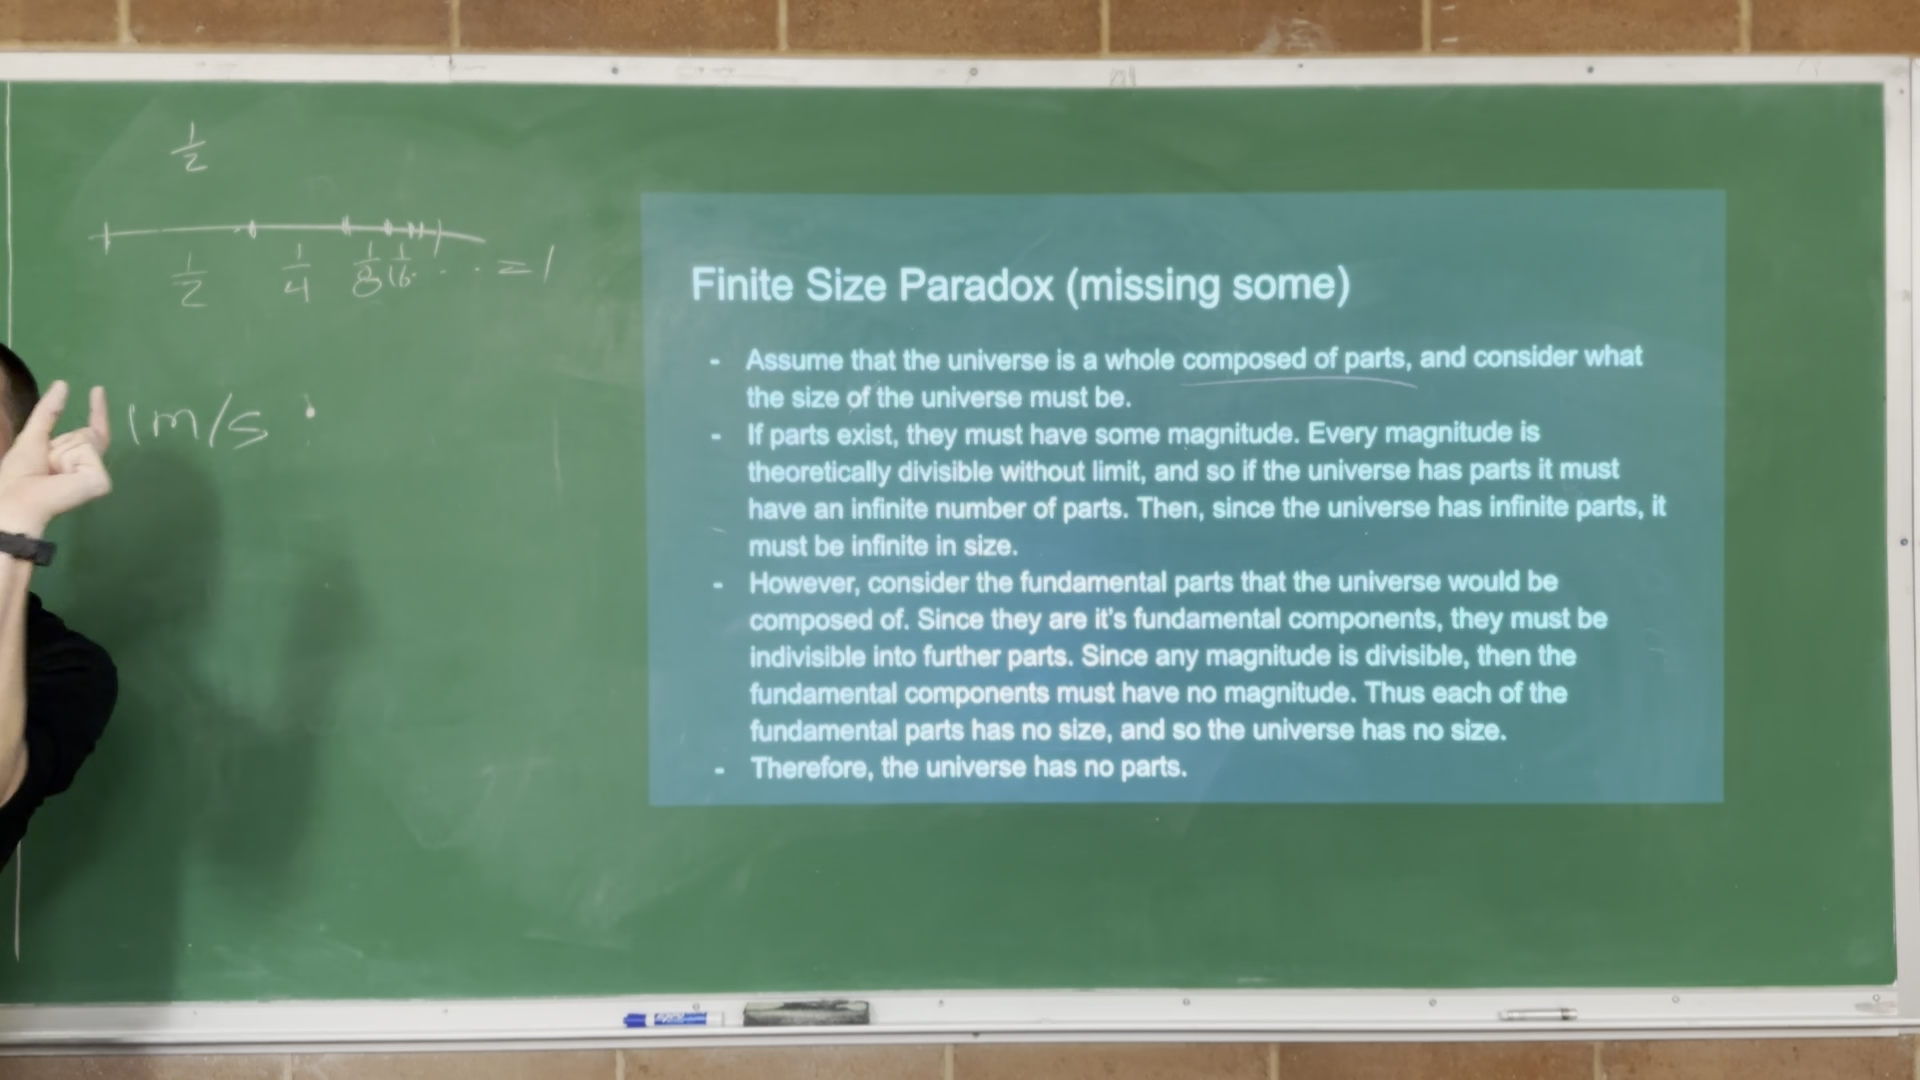 1/2
1/2 1/4 1/8 1/16 . . . = 1
1m/s
Finite Size Paradox (missing some)
- Assume that the universe is a whole composed of parts, and consider what
the size of the universe must be.
- If parts exist, they must have some magnitude. Every magnitude is
theoretically divisible without limit, and so if the universe has parts it must
have an infinite number of parts. Then, since the universe has infinite parts, it
must be infinite in size.
- However, consider the fundamental parts that the universe would be
composed of. Since they are it's fundamental components, they must be
indivisible into further parts. Since any magnitude is divisible, then the
fundamental components must have no magnitude. Thus each of the
fundamental parts has no size, and so the universe has no size.
- Therefore, the universe has no parts.